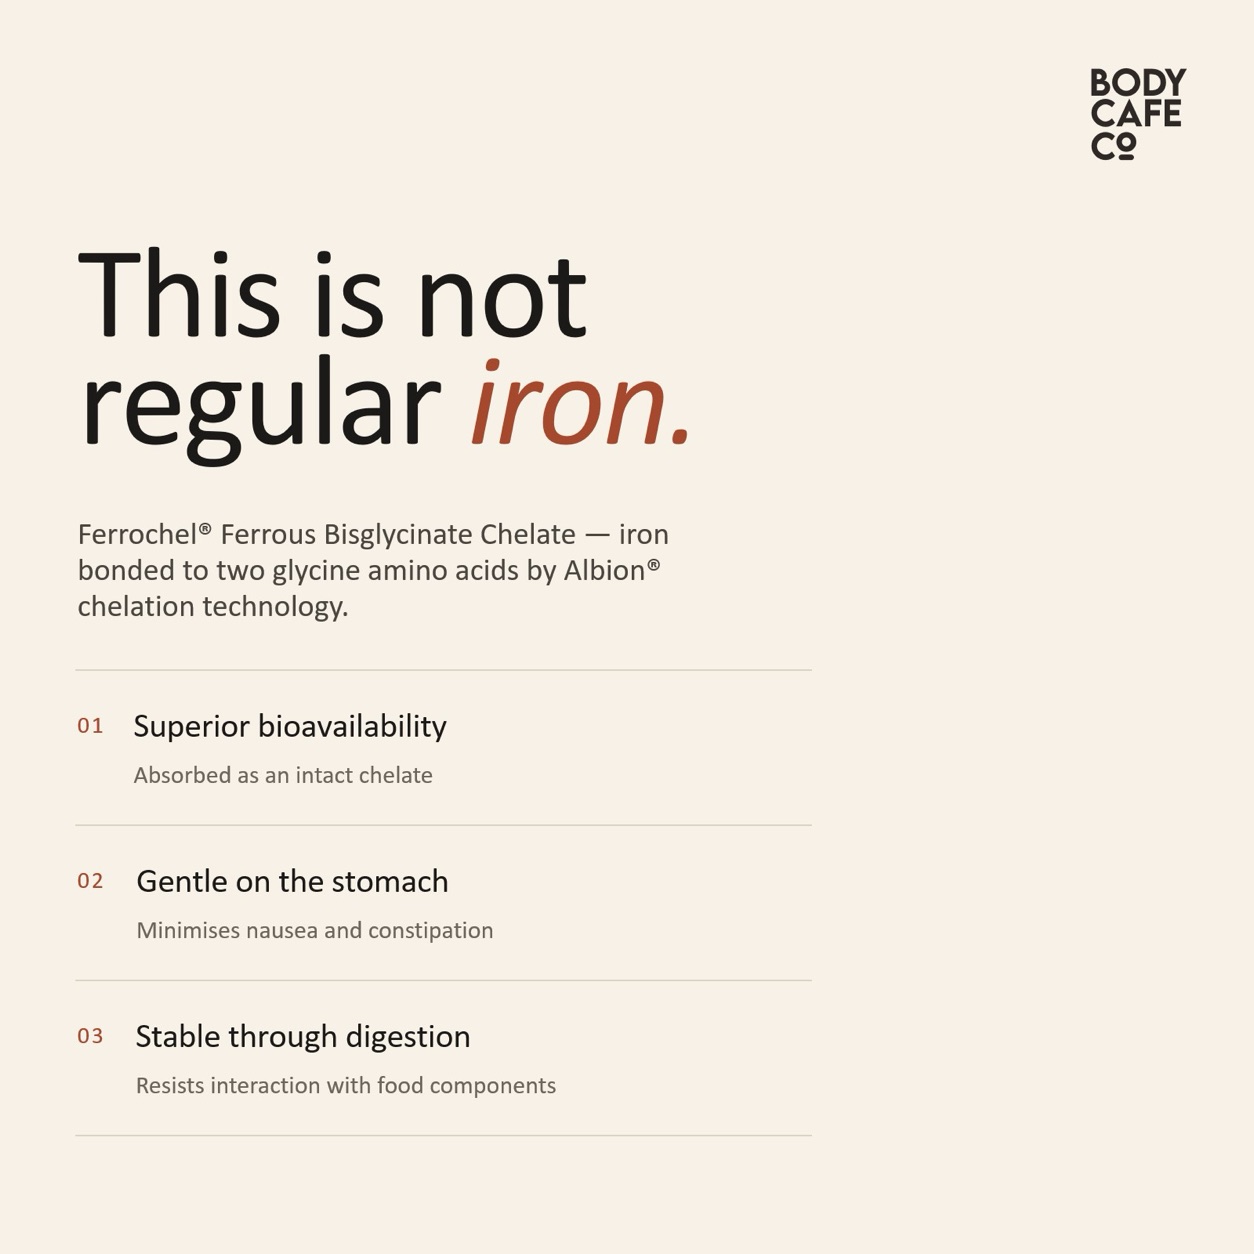 BODY
CAFE
Co
This is not
regular iron.
Ferrochel® Ferrous Bisglycinate Chelate — iron
bonded to two glycine amino acids by Albion®
chelation technology.
01 Superior bioavailability
Absorbed as an intact chelate
02 Gentle on the stomach
Minimises nausea and constipation
03 Stable through digestion
Resists interaction with food components